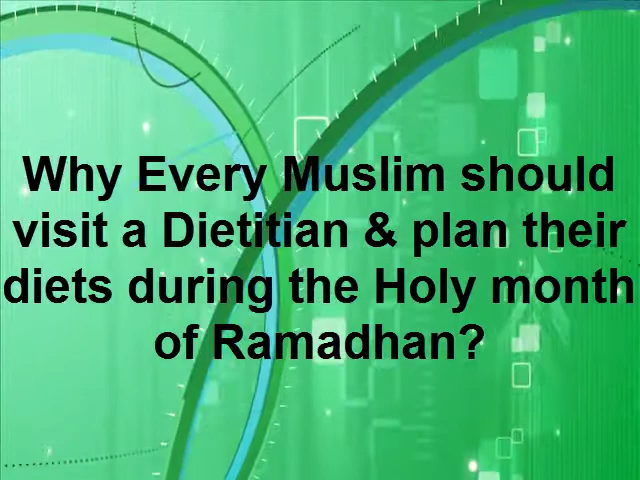 Why Every Muslim should
visit a Dietitian & plan their
diets during the Holy month
of Ramadhan?